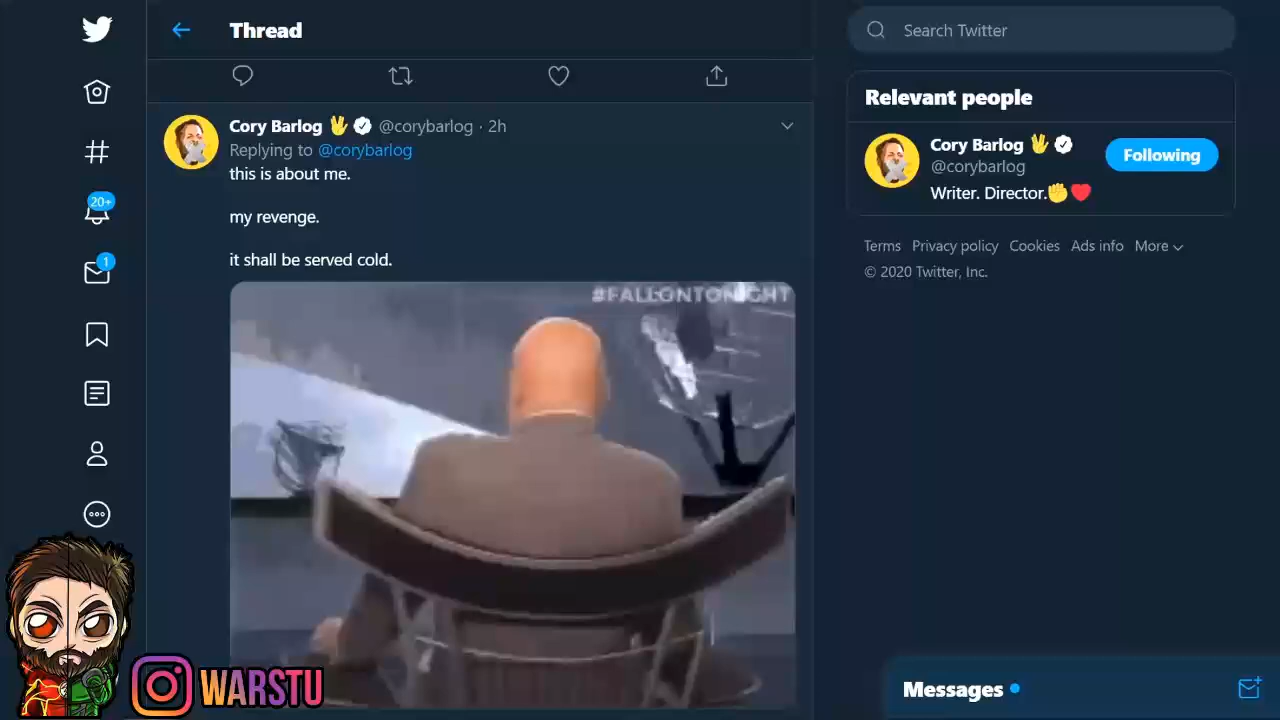 Thread
Search Twitter
Relevant people
Cory Barlog @corybarlog · 2h
Replying to @corybarlog
this is about me.
my revenge.
it shall be served cold.
#FALLONTONIGHT
Cory Barlog
@corybarlog
Following
Writer. Director.
Terms Privacy policy Cookies Ads info More
© 2020 Twitter, Inc.
20+
1
WARSTU
Messages